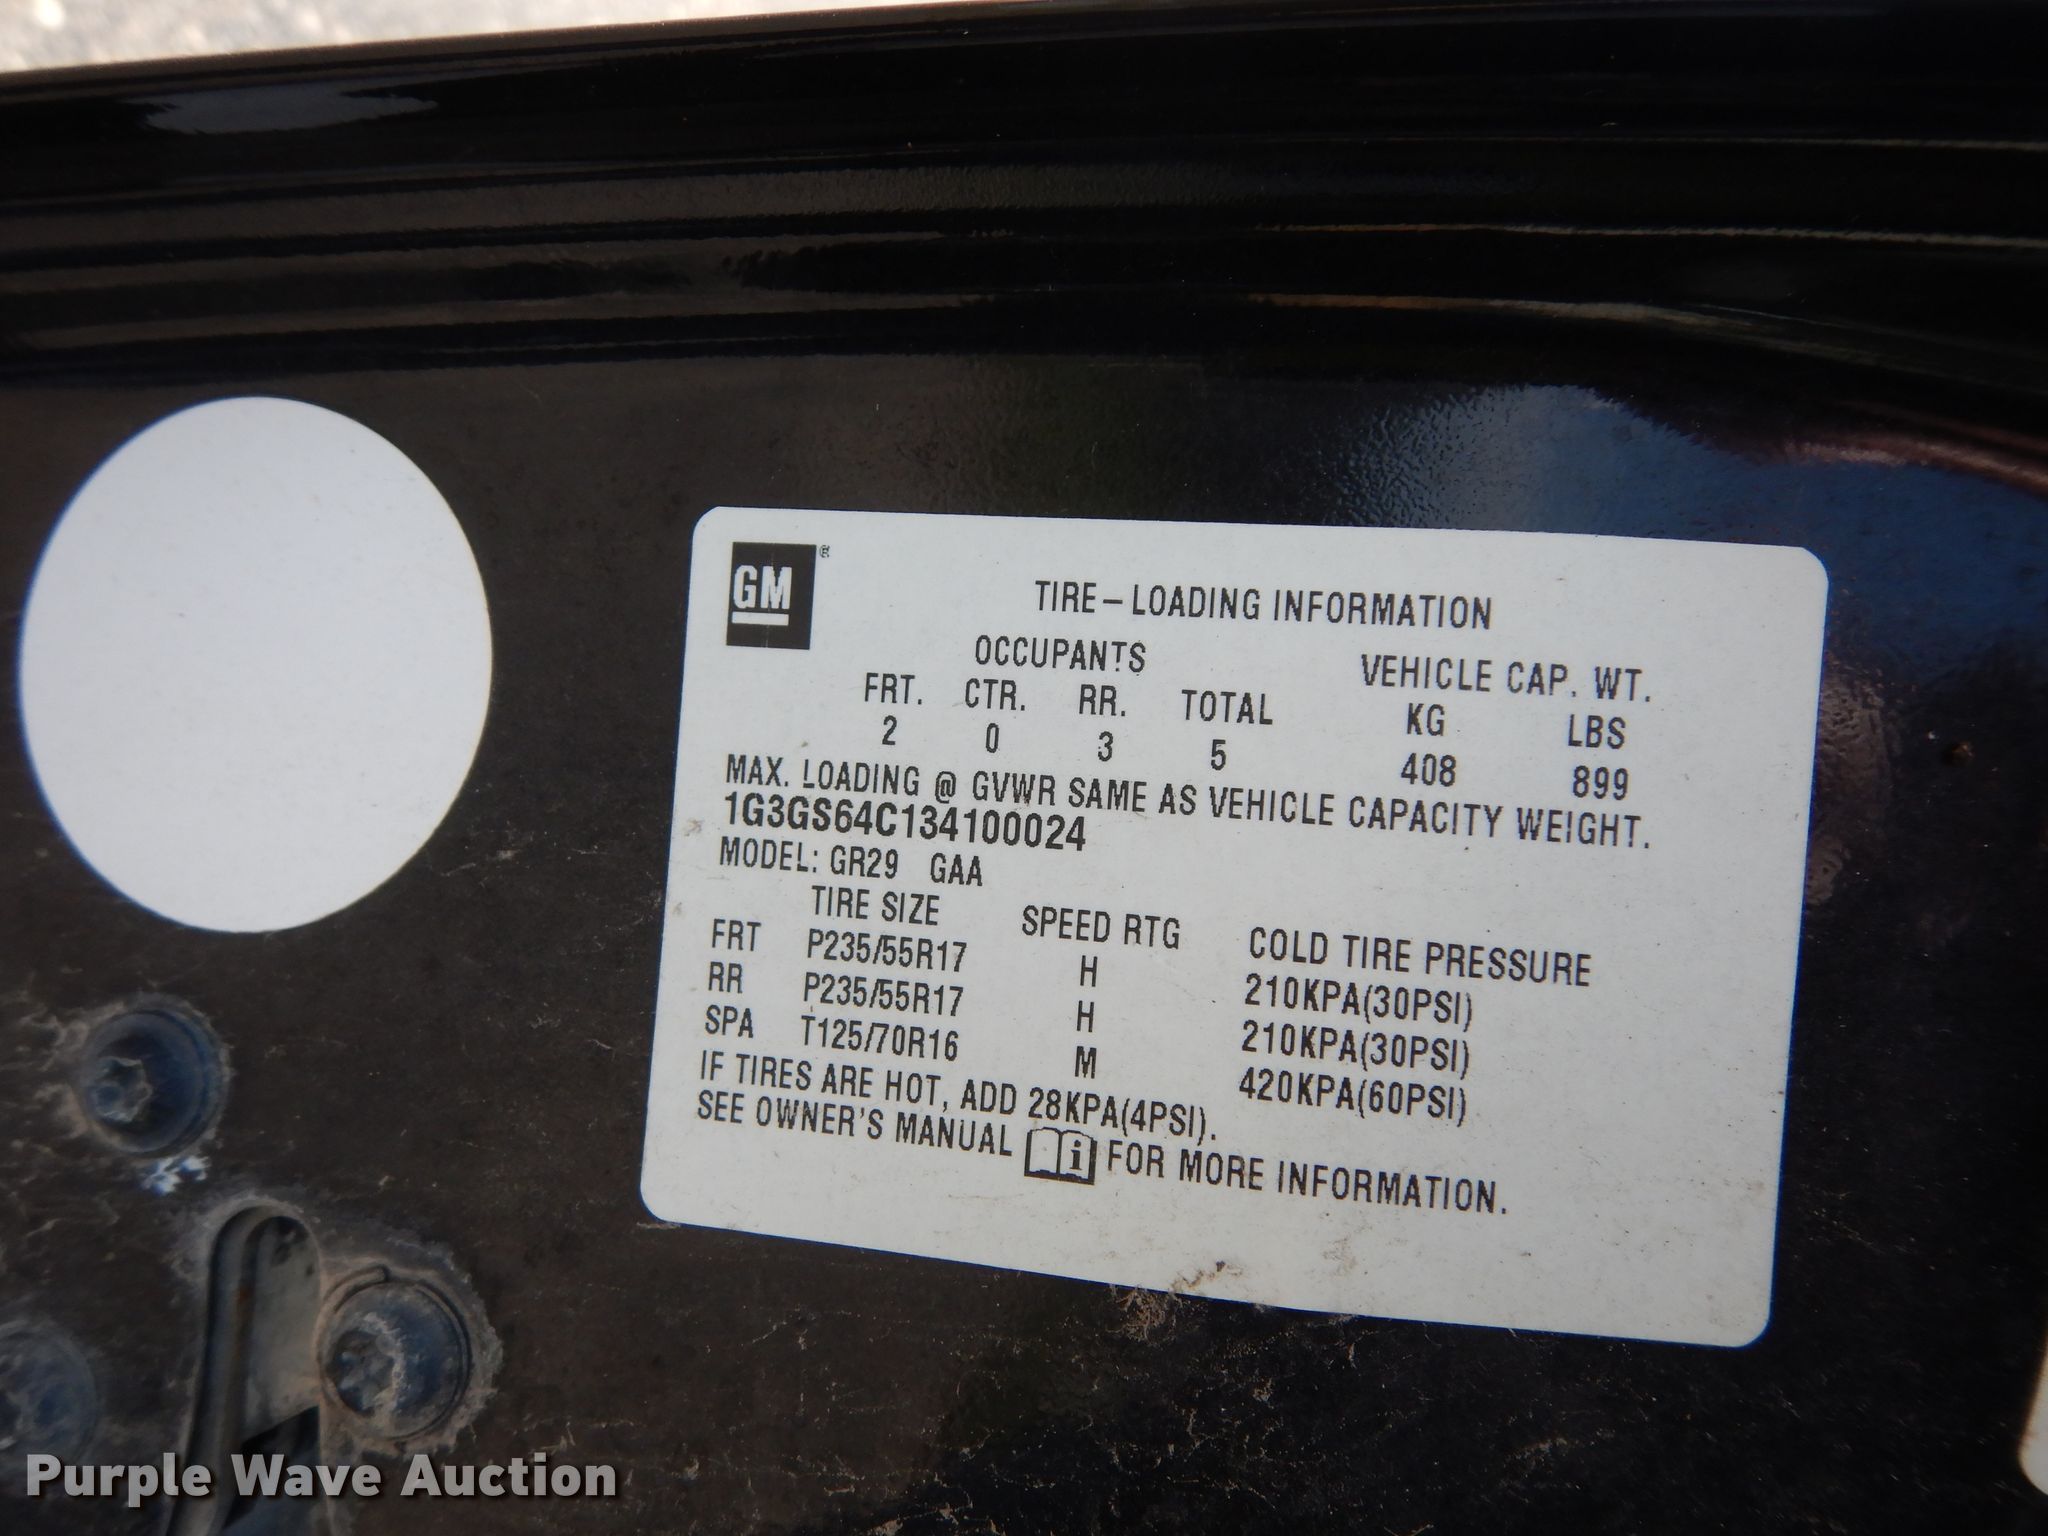 GM®
TIRE–LOADING INFORMATION
OCCUPANTS VEHICLE CAP. WT.
FRT. CTR. RR. TOTAL KG LBS
2 0 3 5 408 899
MAX. LOADING @ GVWR SAME AS VEHICLE CAPACITY WEIGHT.
1G3GS64C134100024
MODEL: GR29 GAA
TIRE SIZE SPEED RTG COLD TIRE PRESSURE
FRT P235/55R17 H 210KPA(30PSI)
RR P235/55R17 H 210KPA(30PSI)
SPA T125/70R16 M 420KPA(60PSI)
IF TIRES ARE HOT, ADD 28KPA(4PSI).
SEE OWNER'S MANUAL i FOR MORE INFORMATION.
Purple Wave Auction